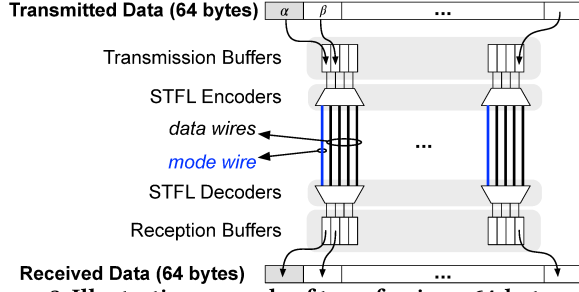 Transmitted Data (64 bytes) α β ...
Transmission Buffers
STFL Encoders
data wires
...
mode wire
STFL Decoders
Reception Buffers
Received Data (64 bytes) ...